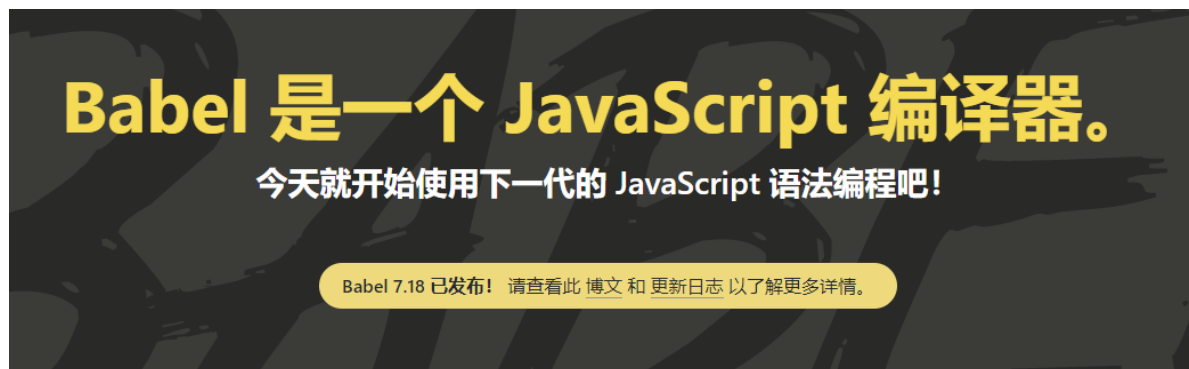 Babel 是一个 JavaScript 编译器。
今天就开始使用下一代的 JavaScript 语法编程吧！
Babel 7.18 已发布！ 请查看此 博文 和 更新日志 以了解更多详情。